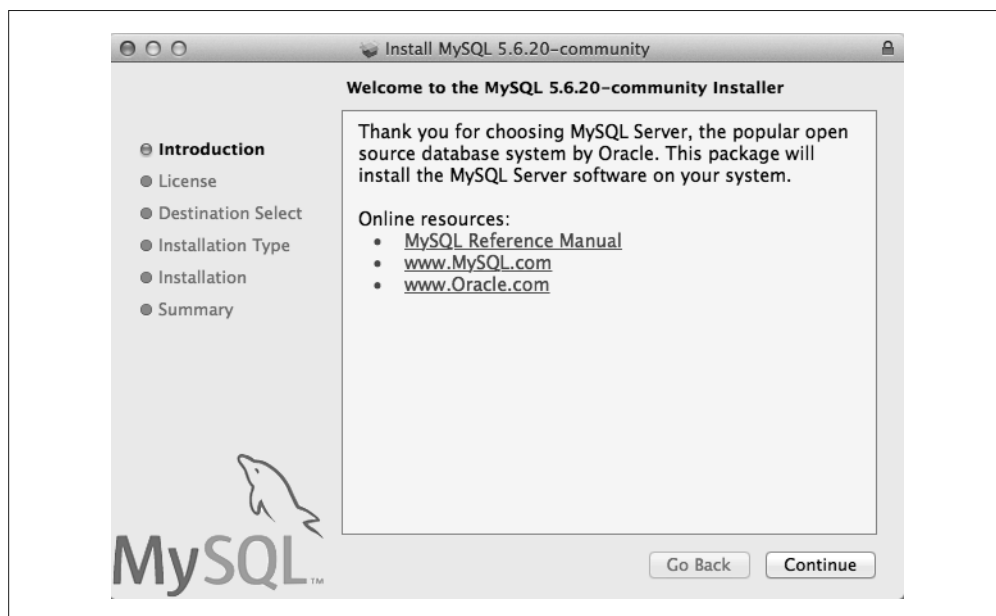 Install MySQL 5.6.20-community
Welcome to the MySQL 5.6.20-community Installer
Introduction
License
Destination Select
Installation Type
Installation
Summary
Thank you for choosing MySQL Server, the popular open
source database system by Oracle. This package will
install the MySQL Server software on your system.
Online resources:
• MySQL Reference Manual
• www.MySQL.com
• www.Oracle.com
MySQL™
Go Back
Continue